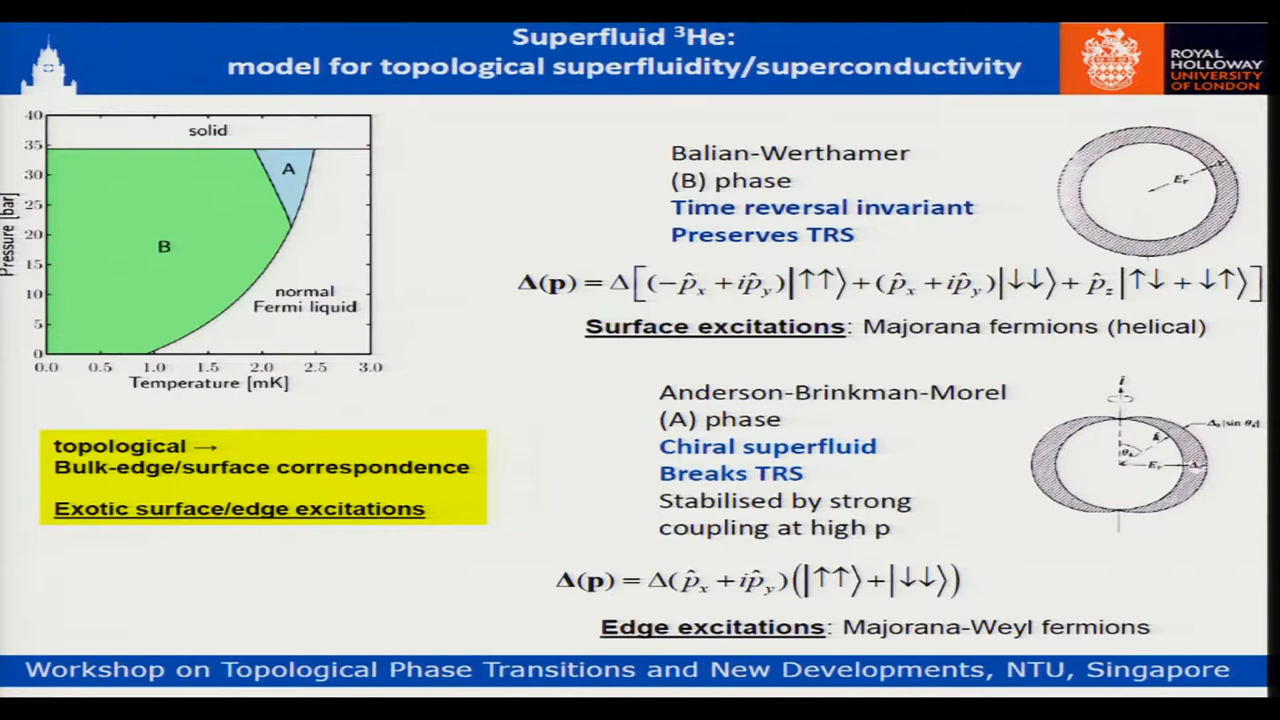 Superfluid ³He:
model for topological superfluidity/superconductivity
ROYAL
HOLLOWAY
UNIVERSITY
OF LONDON
40
35
30
25
20
15
10
5
0
Pressure [bar]
solid
A
B
normal
Fermi liquid
0.0 0.5 1.0 1.5 2.0 2.5 3.0
Temperature [mK]
topological →
Bulk-edge/surface correspondence
Exotic surface/edge excitations
Balian-Werthamer
(B) phase
Time reversal invariant
Preserves TRS
E_F
Δ(p) = Δ[(−p̂_x + ip̂_y)|↑↑⟩ + (p̂_x + ip̂_y)|↓↓⟩ + p̂_z|↑↓ + ↓↑⟩]
Surface excitations: Majorana fermions (helical)
Anderson-Brinkman-Morel
(A) phase
Chiral superfluid
Breaks TRS
Stabilised by strong
coupling at high p
Δ(p) = Δ(p̂_x + ip̂_y)(|↑↑⟩ + |↓↓⟩)
Edge excitations: Majorana-Weyl fermions
Workshop on Topological Phase Transitions and New Developments, NTU, Singapore